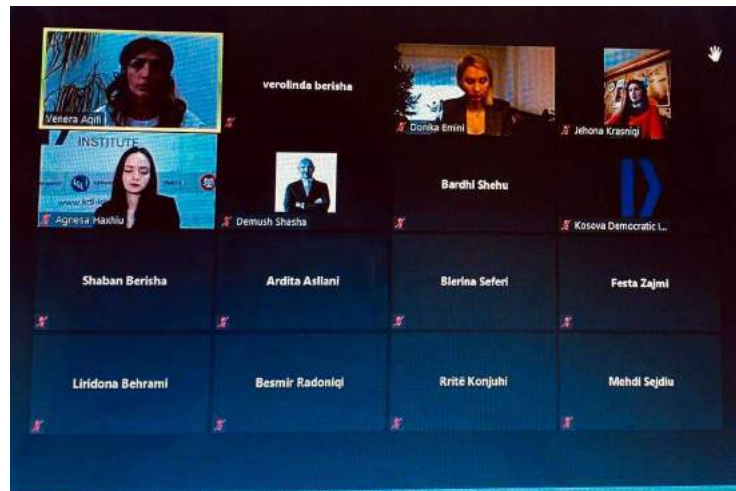 Venera Aqifi
verolinda berisha
Donika Emini
Jehona Krasniqi
INSTITUTE
Agnesa Haxhiu
Demush Shasha
Bardhi Shehu
Kosova Democratic I...
Shaban Berisha
Ardita Asllani
Blerina Seferi
Festa Zajmi
Liridona Behrami
Besmir Radoniqi
Rritë Konjuhi
Mehdi Sejdiu